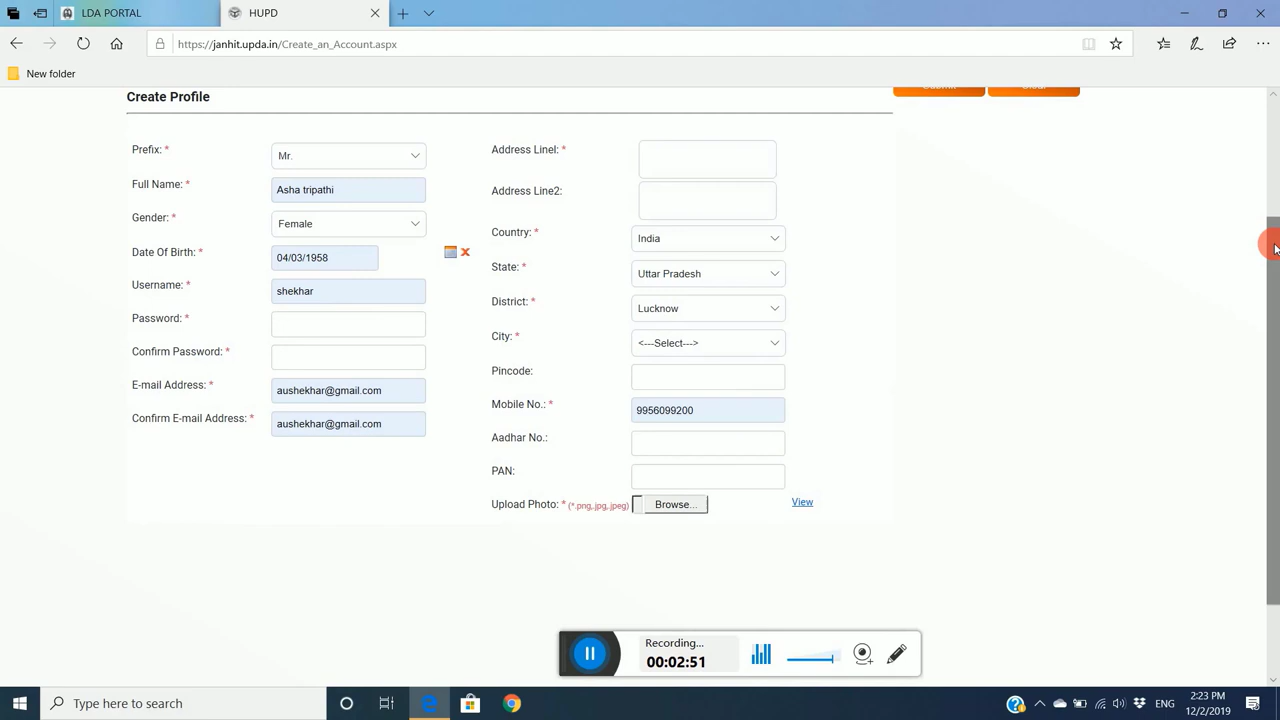 LDA PORTAL
HUPD
https://janhit.upda.in/Create_an_Account.aspx
New folder
Create Profile
Submit
Clear
Prefix: *
Mr.
Full Name: *
Asha tripathi
Gender: *
Female
Date Of Birth: *
04/03/1958
Username: *
shekhar
Password: *
Confirm Password: *
E-mail Address: *
aushekhar@gmail.com
Confirm E-mail Address: *
aushekhar@gmail.com
Address LineI: *
Address Line2:
Country: *
India
State: *
Uttar Pradesh
District: *
Lucknow
City: *
<---Select--->
Pincode:
Mobile No.: *
9956099200
Aadhar No.:
PAN:
Upload Photo: * (*.png,.jpg,.jpeg)
Browse...
View
Recording...
00:02:51
Type here to search
ENG
2:23 PM
12/2/2019